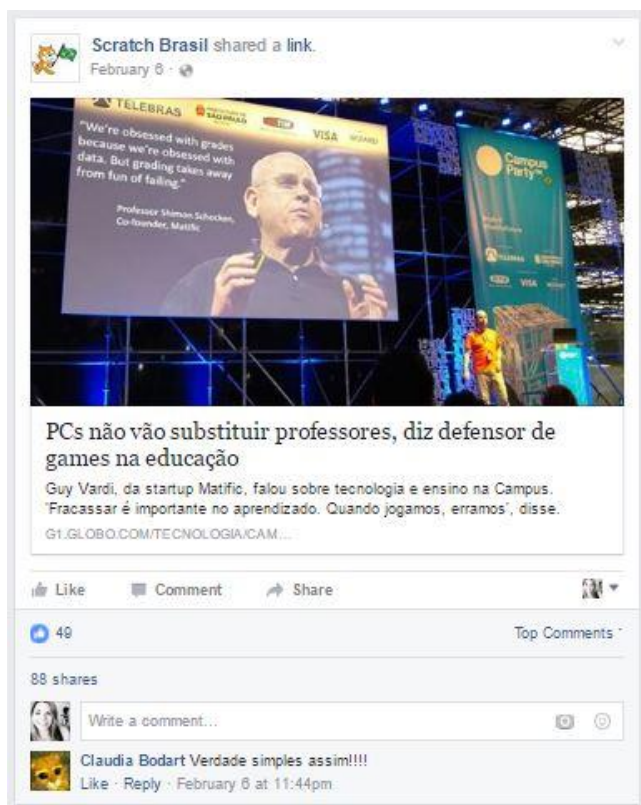 Scratch Brasil shared a link.
February 6 ·
TELEBRAS
SÃO PAULO
TIM
VISA
"We're obsessed with grades
because we're obsessed with
data. But grading takes away
from fun of failing."
Professor Shimon Schocken,
Co-founder, Matific
Campus
Party
TELEBRAS
VISA
PCs não vão substituir professores, diz defensor de
games na educação
Guy Vardi, da startup Matific, falou sobre tecnologia e ensino na Campus.
'Fracassar é importante no aprendizado. Quando jogamos, erramos', disse.
G1.GLOBO.COM/TECNOLOGIA/CAM...
Like Comment Share
49 Top Comments
88 shares
Write a comment...
Claudia Bodart Verdade simples assim!!!!
Like · Reply · February 6 at 11:44pm